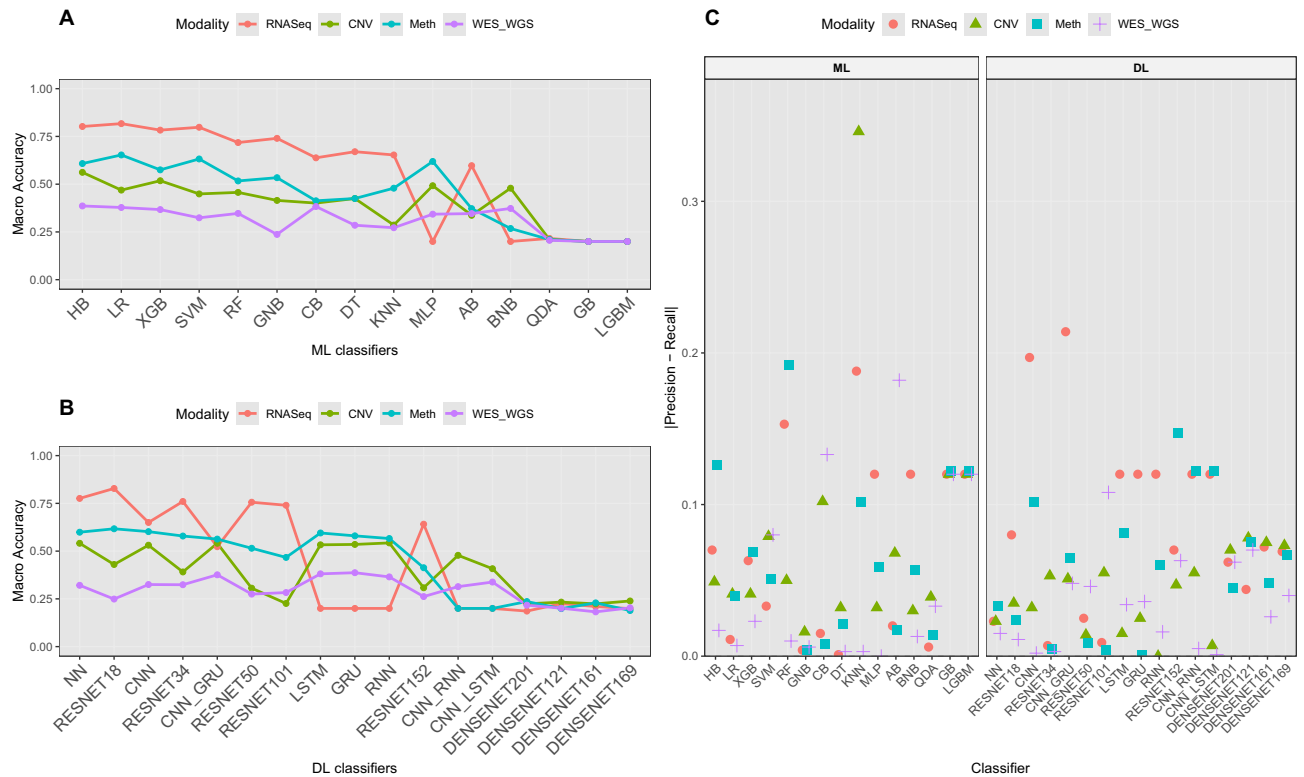 A
Modality RNASeq CNV Meth WES_WGS
1.00
0.75
0.50
0.25
0.00
Macro Accuracy
HB LR XGB SVM RF GNB CB DT KNN MLP AB BNB QDA GB LGBM
ML classifiers
B
Modality RNASeq CNV Meth WES_WGS
1.00
0.75
0.50
0.25
0.00
Macro Accuracy
NN RESNET18 CNN RESNET34 CNN_GRU RESNET50 RESNET101 LSTM GRU RNN RESNET152 CNN_RNN CNN_LSTM DENSENET201 DENSENET121 DENSENET161 DENSENET169
DL classifiers
C
Modality RNASeq CNV Meth WES_WGS
ML DL
0.3
0.2
0.1
0.0
|Precision − Recall|
HB LR XGB SVM RF GNB CB DT KNN MLP AB BNB QDA GB LGBM
NN RESNET18 CNN RESNET34 CNN_GRU RESNET50 RESNET101 LSTM GRU RNN RESNET152 CNN_RNN CNN_LSTM DENSENET201 DENSENET121 DENSENET161 DENSENET169
Classifier